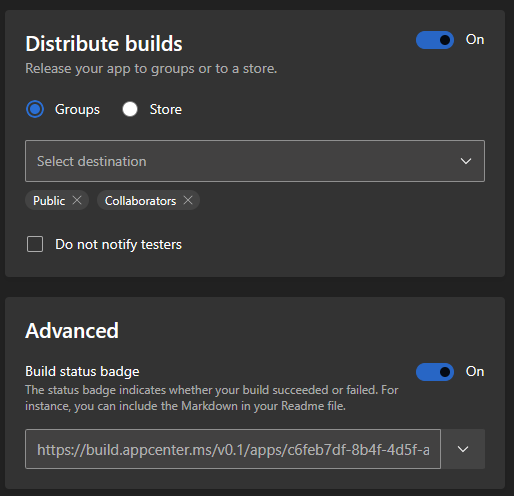 Distribute builds
On
Release your app to groups or to a store.
Groups
Store
Select destination
Public
Collaborators
Do not notify testers
Advanced
Build status badge
On
The status badge indicates whether your build succeeded or failed. For
instance, you can include the Markdown in your Readme file.
https://build.appcenter.ms/v0.1/apps/c6feb7df-8b4f-4d5f-a